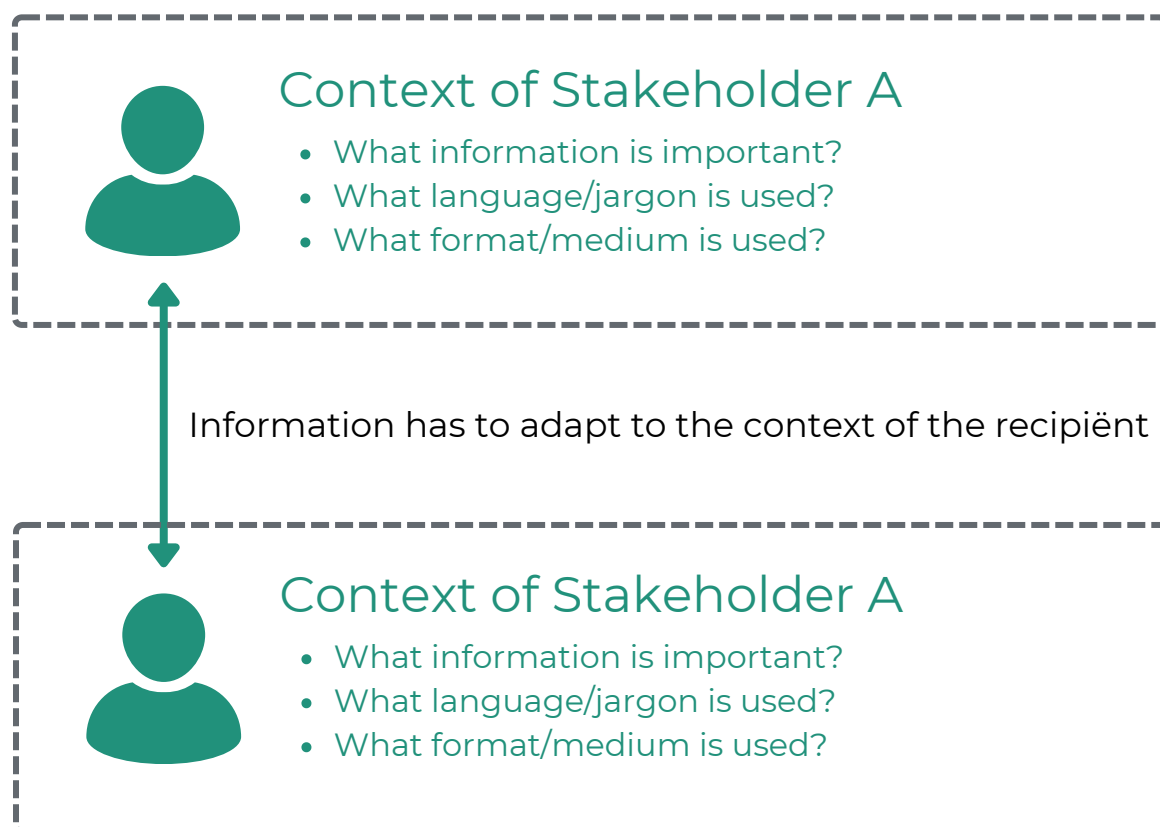 Context of Stakeholder A
• What information is important?
• What language/jargon is used?
• What format/medium is used?
Information has to adapt to the context of the recipiënt
Context of Stakeholder A
• What information is important?
• What language/jargon is used?
• What format/medium is used?